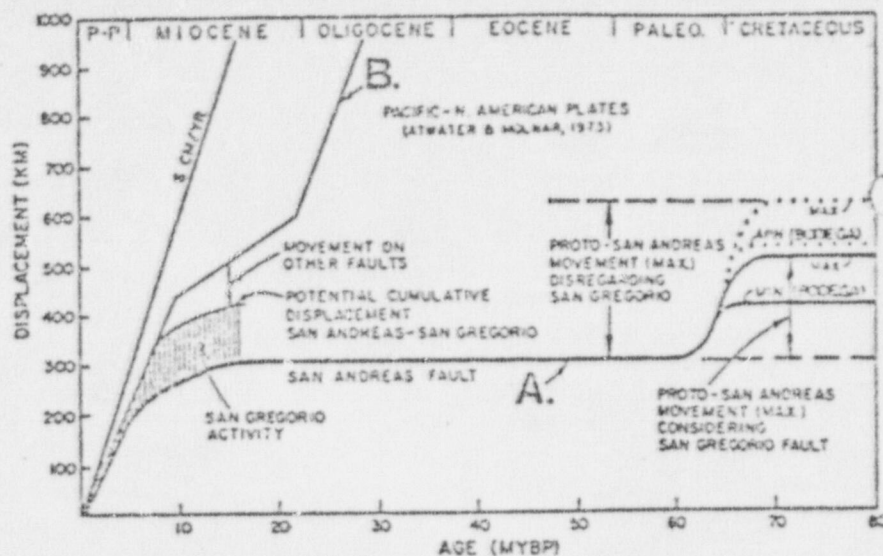 1000
P-P. MIOCENE OLIGOCENE EOCENE PALEO. CRETACEOUS
900
800
700
600
500
400
300
200
100
DISPLACEMENT (KM)
8 CM/YR
B.
PACIFIC-N. AMERICAN PLATES
(ATWATER & MOLNAR, 1973)
MOVEMENT ON
OTHER FAULTS
POTENTIAL CUMULATIVE
DISPLACEMENT
SAN ANDREAS-SAN GREGORIO
?
SAN ANDREAS FAULT
SAN GREGORIO
ACTIVITY
A.
PROTO-SAN ANDREAS
MOVEMENT (MAX.)
DISREGARDING
SAN GREGORIO
MAX.
(BODEGA)
MAX.
MIN. (BODEGA)
PROTO-SAN ANDREAS
MOVEMENT (MAX.)
CONSIDERING
SAN GREGORIO FAULT
10 20 30 40 50 60 70 80
AGE (MYBP)